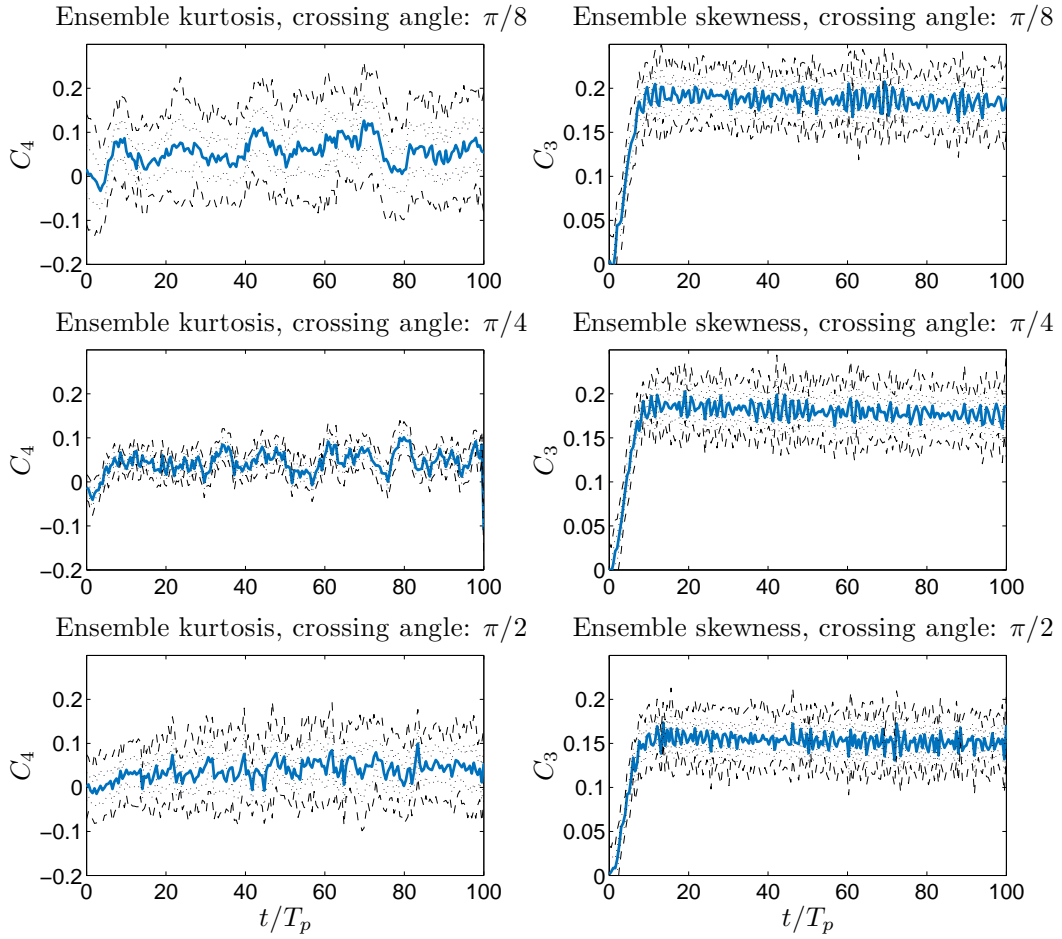 Ensemble kurtosis, crossing angle: π/8
0.2
0.1
0
−0.1
−0.2
C₄
0 20 40 60 80 100
Ensemble skewness, crossing angle: π/8
0.2
0.15
0.1
0.05
0
C₃
0 20 40 60 80 100
Ensemble kurtosis, crossing angle: π/4
0.2
0.1
0
−0.1
−0.2
C₄
0 20 40 60 80 100
Ensemble skewness, crossing angle: π/4
0.2
0.15
0.1
0.05
0
C₃
0 20 40 60 80 100
Ensemble kurtosis, crossing angle: π/2
0.2
0.1
0
−0.1
−0.2
C₄
0 20 40 60 80 100
t/Tₚ
Ensemble skewness, crossing angle: π/2
0.2
0.15
0.1
0.05
0
C₃
0 20 40 60 80 100
t/Tₚ